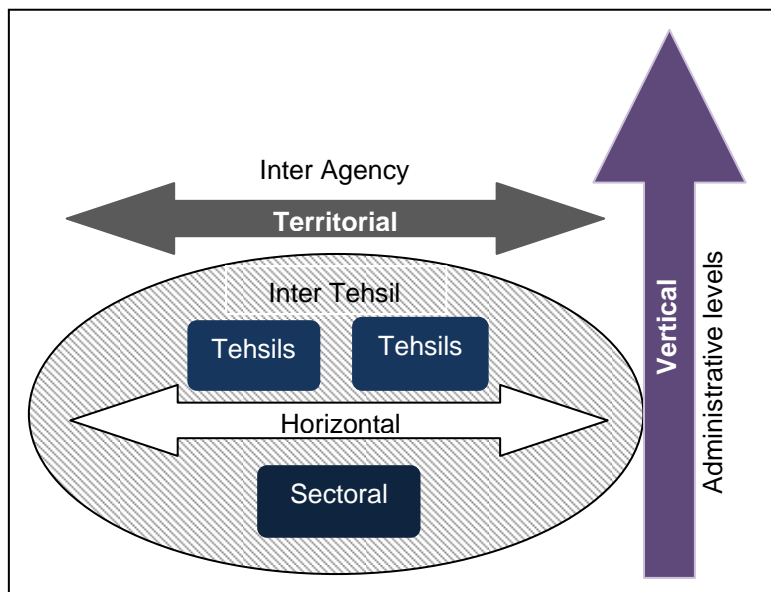 Inter Agency
Territorial
Inter Tehsil
Tehsils
Tehsils
Horizontal
Sectoral
Vertical
Administrative levels